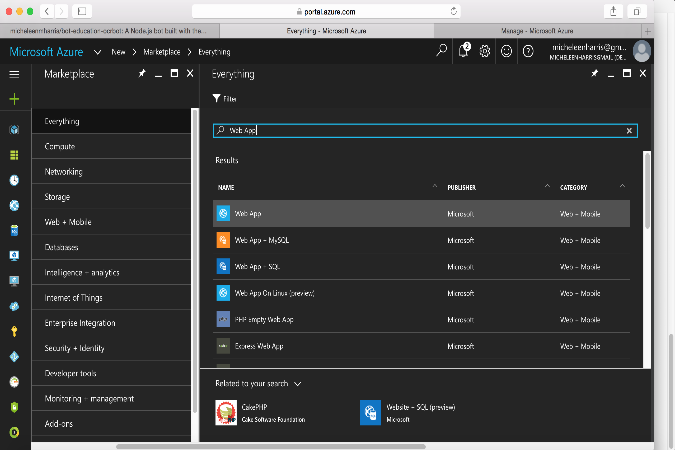 portal.azure.com
micheleenharris/bot-education-ocrbot: A Node.js bot built with the...
Everything - Microsoft Azure
Manage - Microsoft Azure
Microsoft Azure
New
Marketplace
Everything
2
micheleenharris@gm...
MICHELEENHARRISGMAIL (DE...
Marketplace
Everything
Everything
Compute
Networking
Storage
Web + Mobile
Databases
Intelligence + analytics
Internet of Things
Enterprise Integration
Security + Identity
Developer tools
Monitoring + management
Add-ons
Filter
Web App
Results
NAME PUBLISHER CATEGORY
Web App Microsoft Web + Mobile
Web App + MySQL Microsoft Web + Mobile
Web App + SQL Microsoft Web + Mobile
Web App On Linux (preview) Microsoft Web + Mobile
PHP Empty Web App Microsoft Web + Mobile
Express Web App Microsoft Web + Mobile
Related to your search
CakePHP
Cake Software Foundation
Website + SQL (preview)
Microsoft